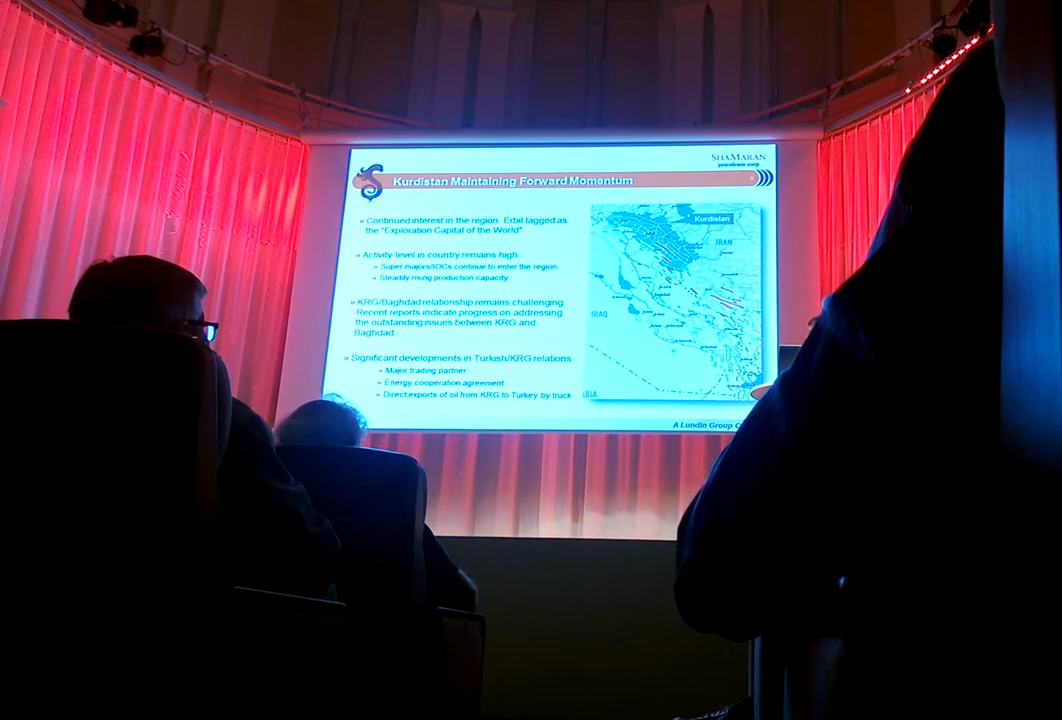 SHAMARAN
petroleum corp
Kurdistan Maintaining Forward Momentum
» Continued interest in the region. Erbil tagged as
the "Exploration Capital of the World"
» Activity level in country remains high
» Super majors/IOCs continue to enter the region
» Steadily rising production capacity
» KRG/Baghdad relationship remains challenging.
Recent reports indicate progress on addressing
the outstanding issues between KRG and
Baghdad
» Significant developments in Turkish/KRG relations
» Major trading partner
» Energy cooperation agreement
» Direct exports of oil from KRG to Turkey by truck
Kurdistan
IRAN
IRAQ
A Lundin Group